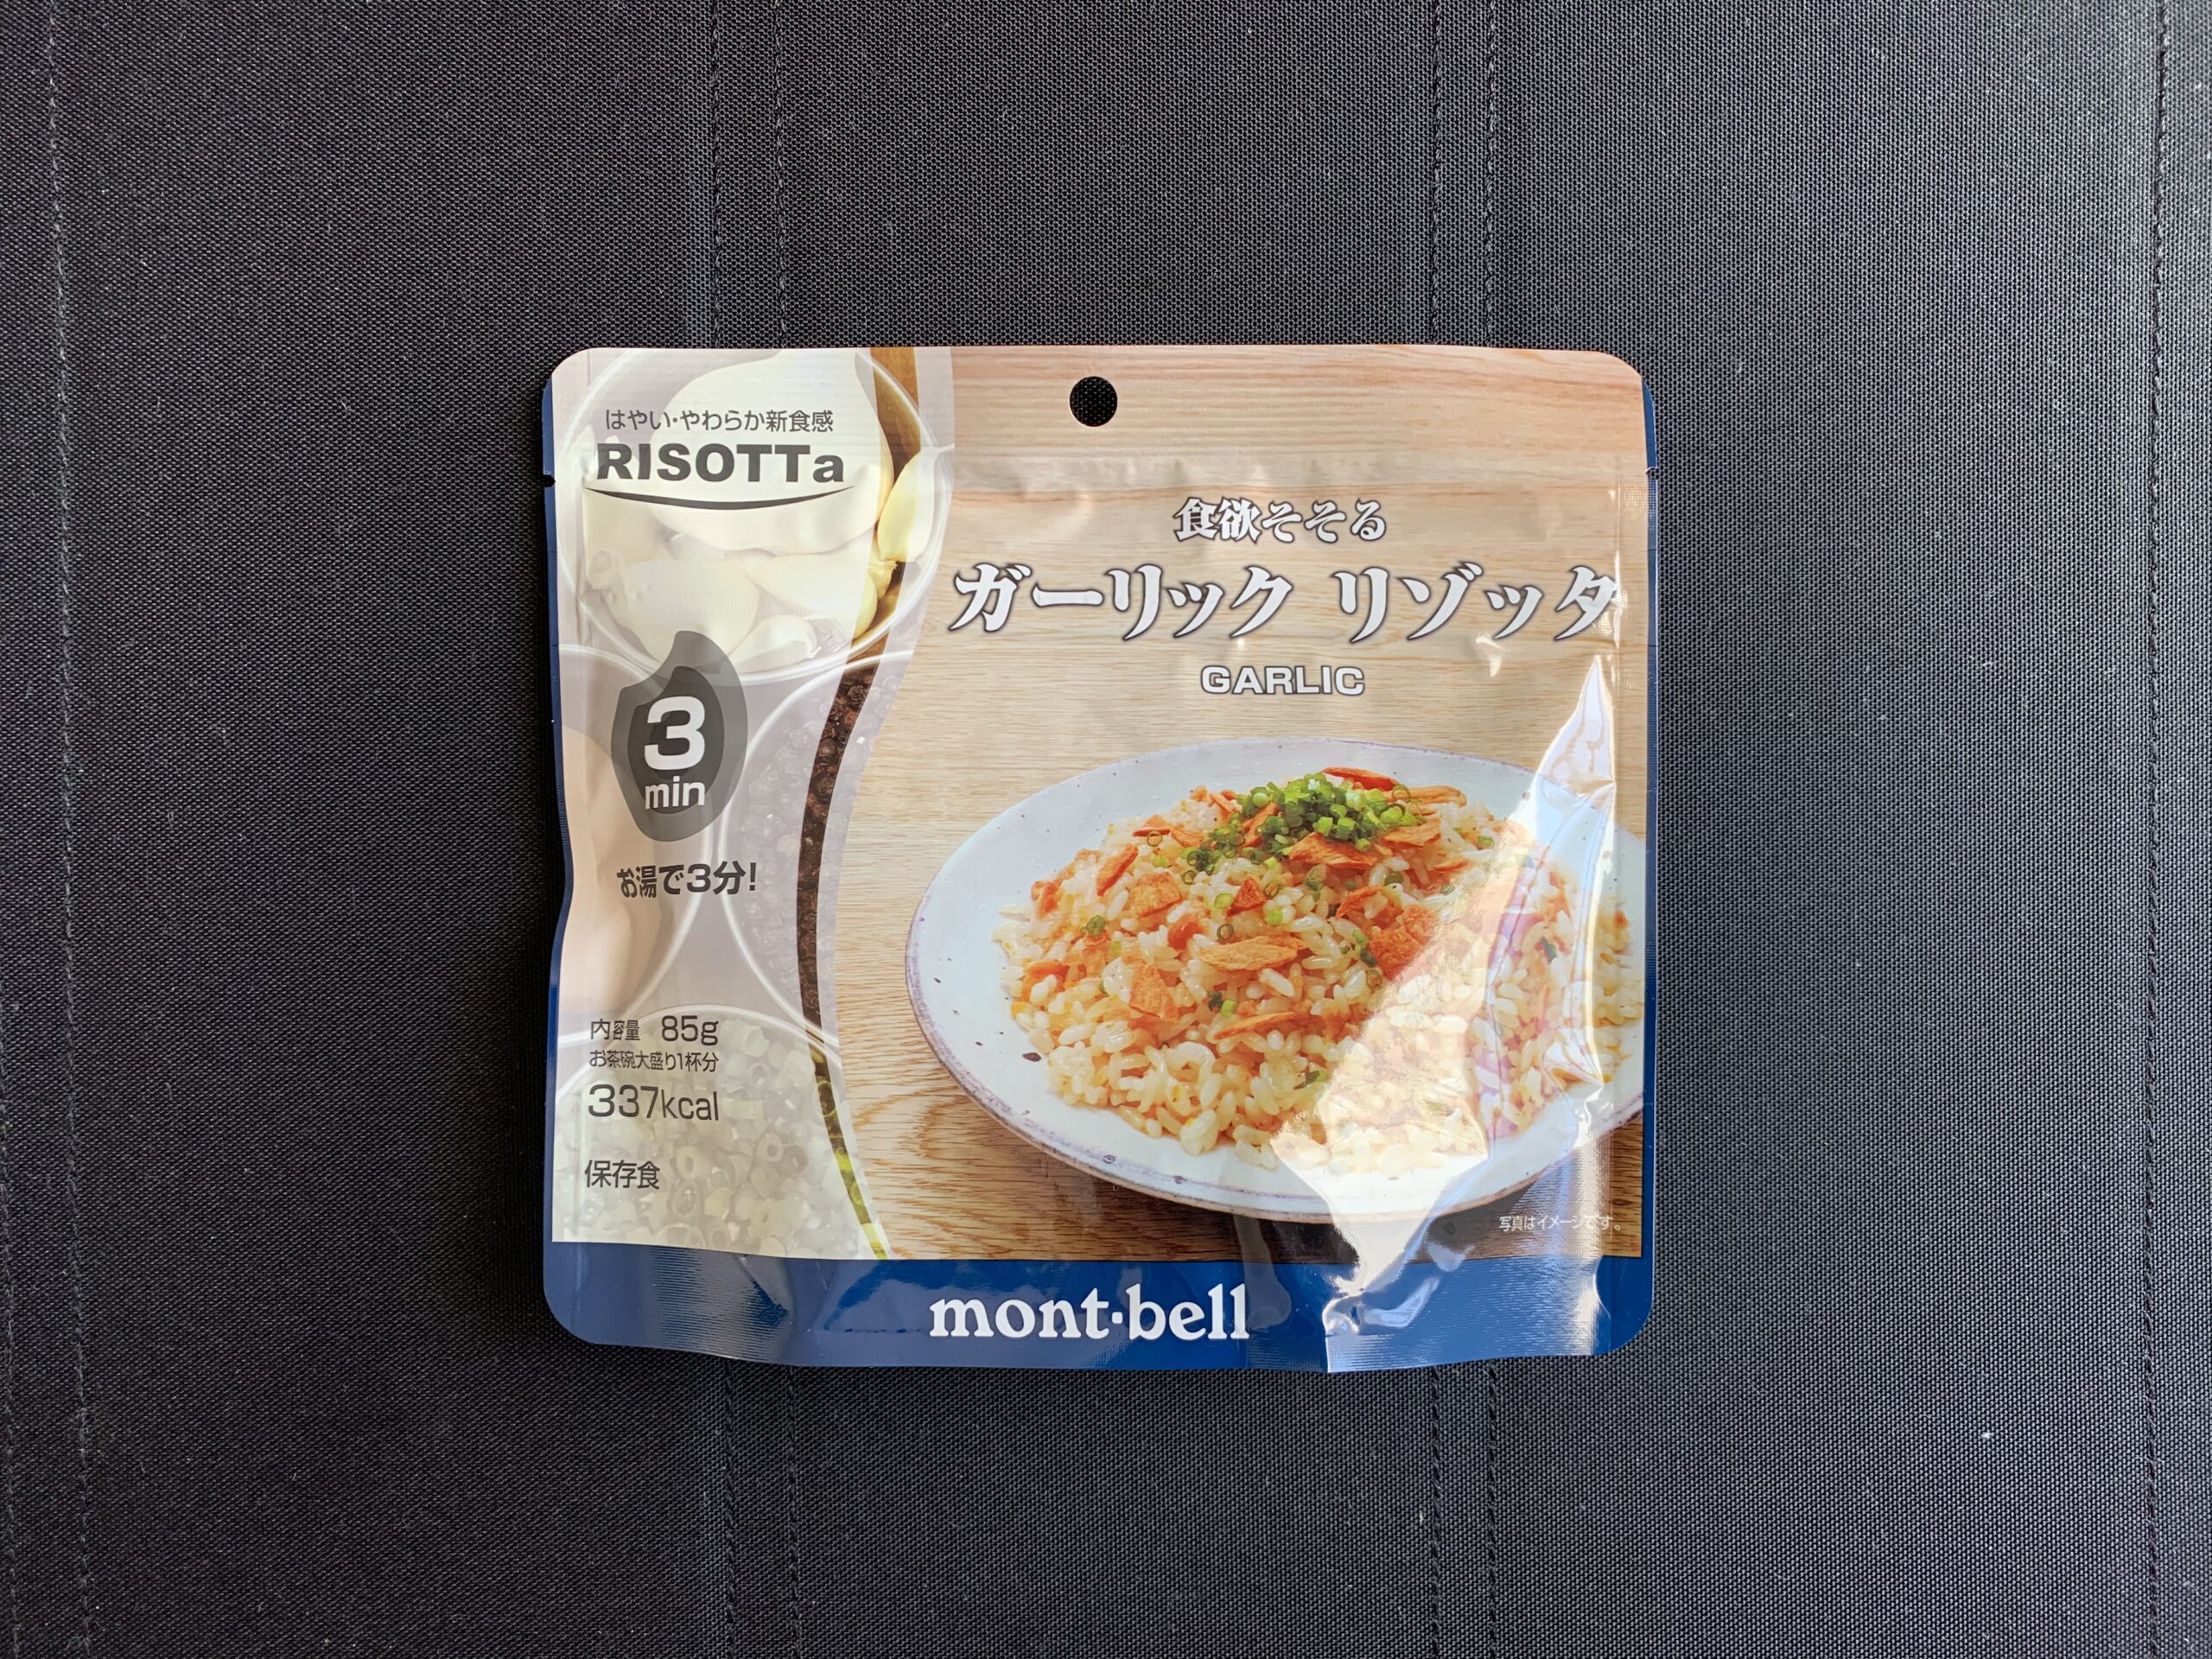 はやい・やわらか新食感
RISOTTa
食欲そそる
ガーリック リゾッタ
GARLIC
3
min
お湯で3分!
内容量 85g
お茶碗大盛り1杯分
337kcal
保存食
写真はイメージです。
mont·bell